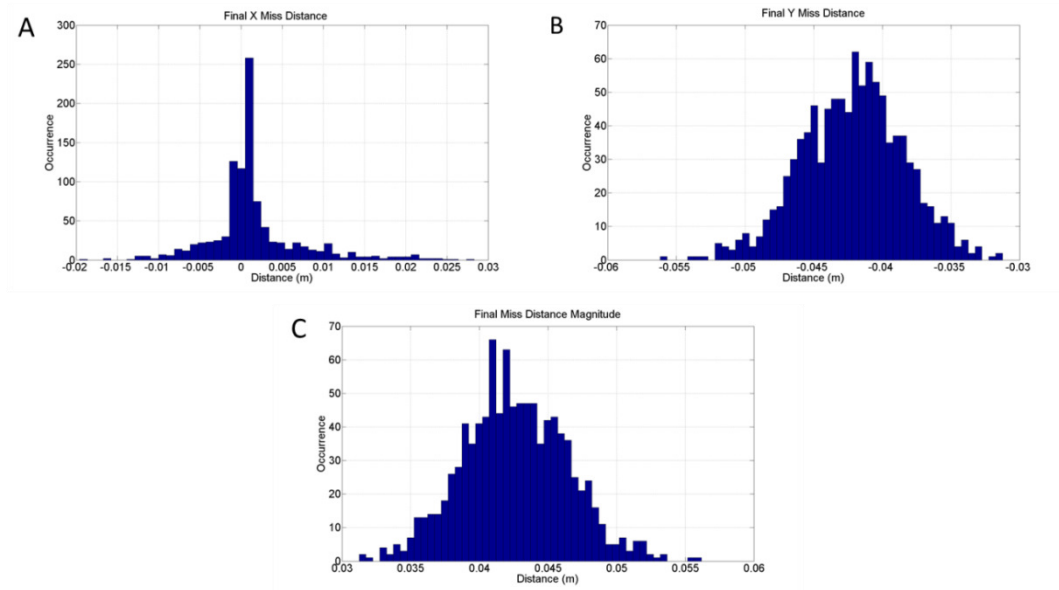 A
Final X Miss Distance
300
250
200
150
100
50
0
Occurrence
-0.02 -0.015 -0.01 -0.005 0 0.005 0.01 0.015 0.02 0.025 0.03
Distance (m)
B
Final Y Miss Distance
70
60
50
40
30
20
10
0
Occurrence
-0.06 -0.055 -0.05 -0.045 -0.04 -0.035 -0.03
Distance (m)
C
Final Miss Distance Magnitude
70
60
50
40
30
20
10
0
Occurrence
0.03 0.035 0.04 0.045 0.05 0.055 0.06
Distance (m)